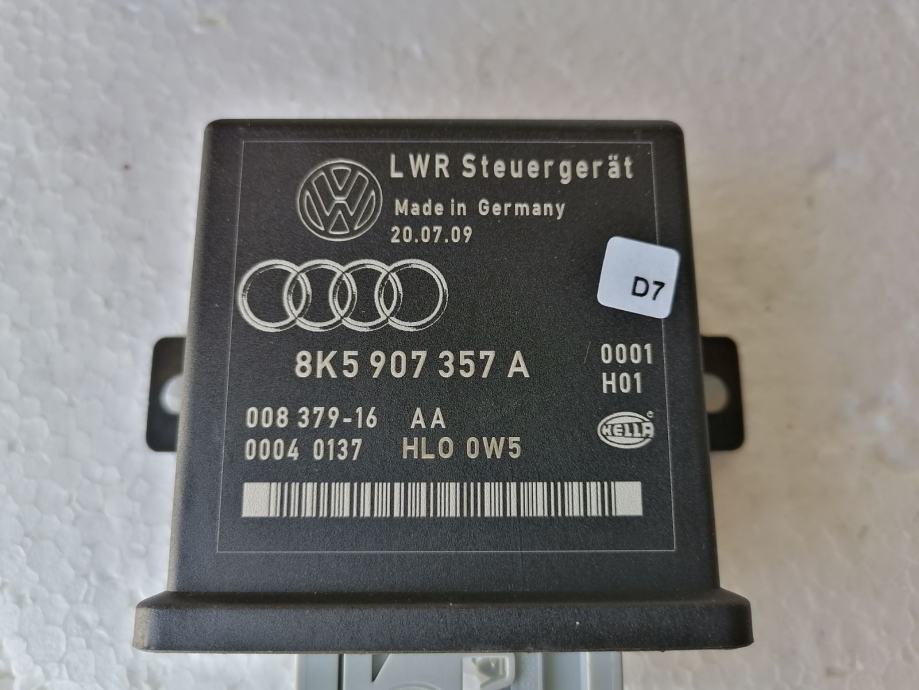 LWR Steuergerät
Made in Germany
20.07.09
D7
8K5 907 357 A
0001
H01
008 379-16 AA
0004 0137 HLO 0W5
HELLA